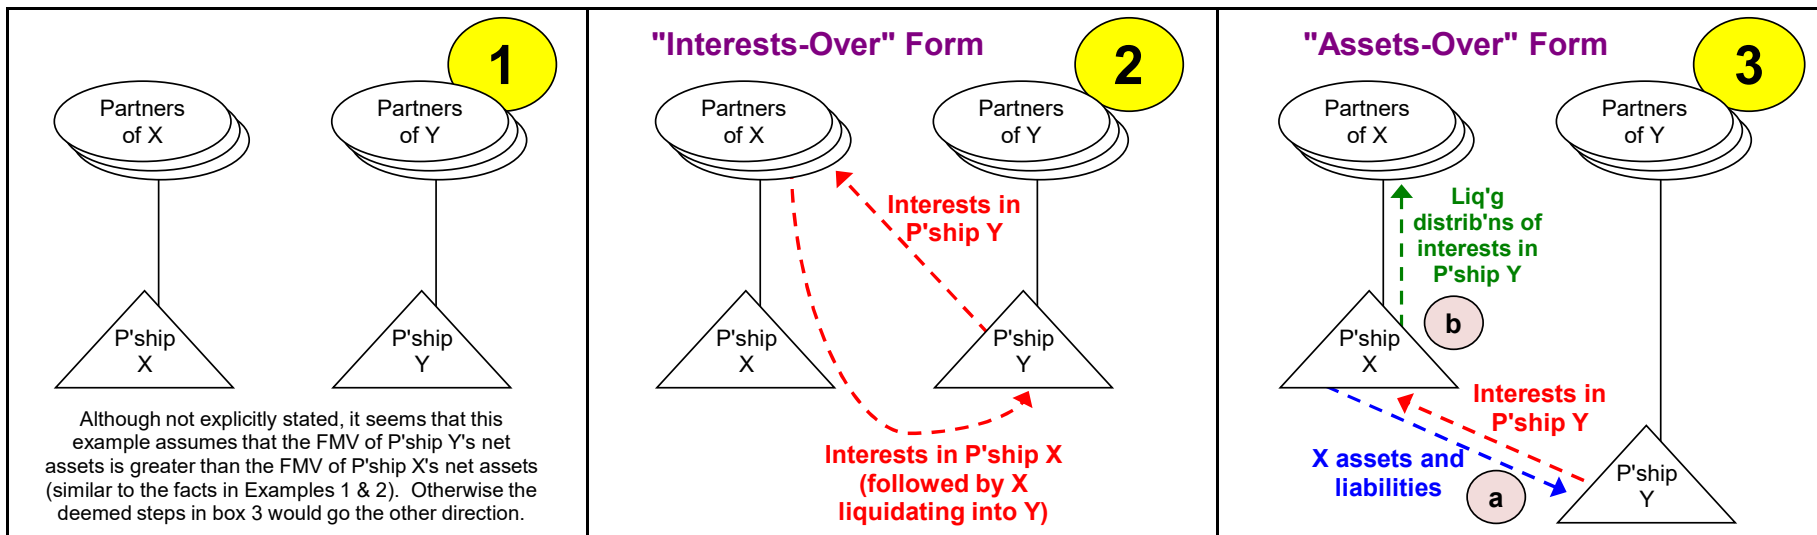 1
Partners
of X
Partners
of Y
P'ship
X
P'ship
Y
Although not explicitly stated, it seems that this
example assumes that the FMV of P'ship Y's net
assets is greater than the FMV of P'ship X's net assets
(similar to the facts in Examples 1 & 2).  Otherwise the
deemed steps in box 3 would go the other direction.
"Interests-Over" Form
2
Partners
of X
Partners
of Y
Interests in
P'ship Y
P'ship
X
P'ship
Y
Interests in P'ship X
(followed by X
liquidating into Y)
"Assets-Over" Form
3
Partners
of X
Partners
of Y
Liq'g
distrib'ns of
interests in
P'ship Y
b
P'ship
X
Interests in
P'ship Y
X assets and
liabilities
a
P'ship
Y